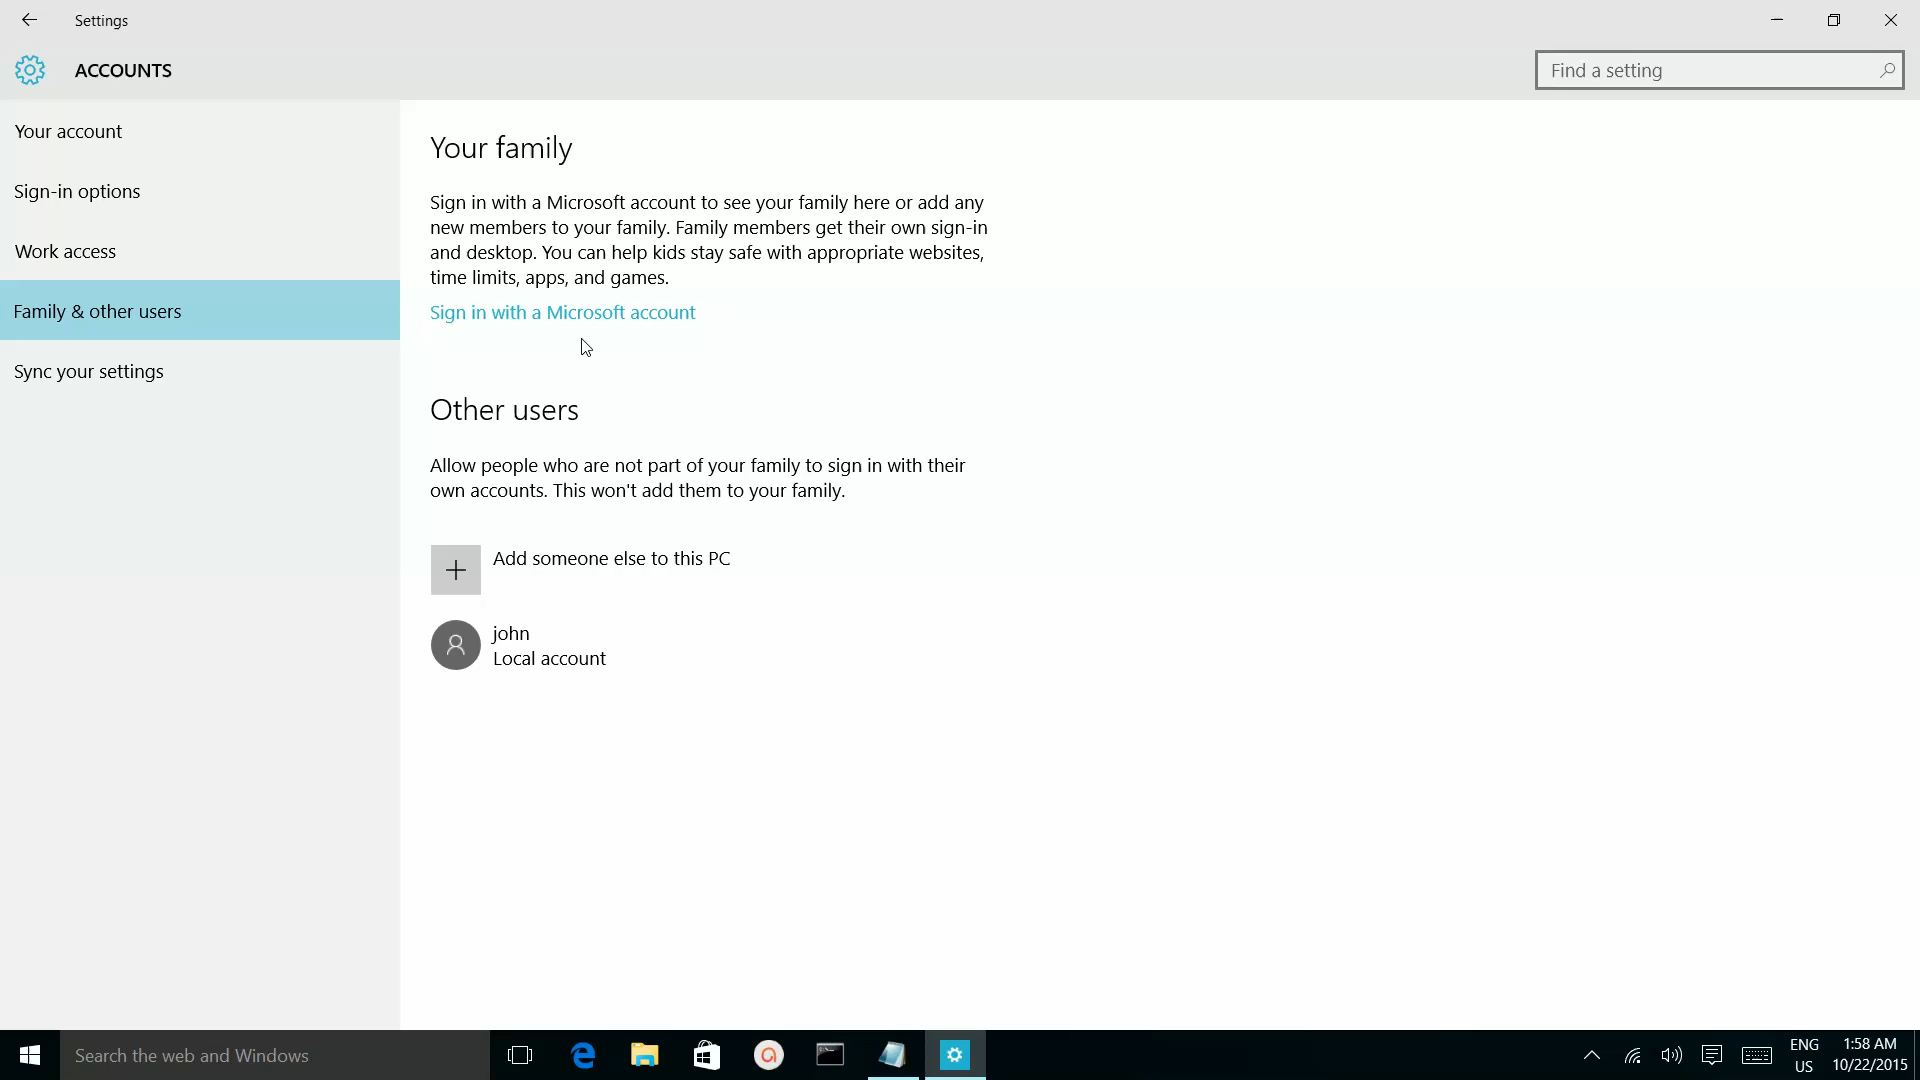 Settings
ACCOUNTS
Find a setting
Your account
Sign-in options
Work access
Family & other users
Sync your settings
Your family
Sign in with a Microsoft account to see your family here or add any
new members to your family. Family members get their own sign-in
and desktop. You can help kids stay safe with appropriate websites,
time limits, apps, and games.
Sign in with a Microsoft account
Other users
Allow people who are not part of your family to sign in with their
own accounts. This won't add them to your family.
Add someone else to this PC
john
Local account
Search the web and Windows
ENG
US
1:58 AM
10/22/2015